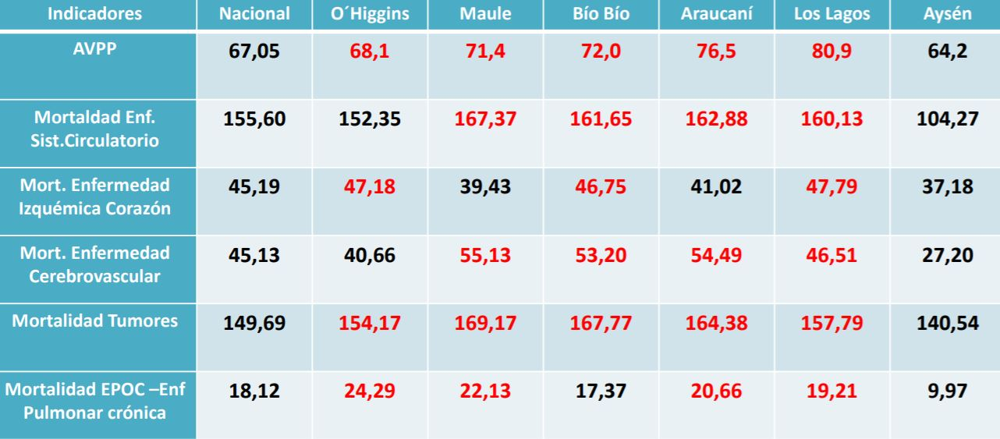 Indicadores Nacional O´Higgins Maule Bío Bío Araucaní Los Lagos Aysén
AVPP 67,05 68,1 71,4 72,0 76,5 80,9 64,2
Mortaldad Enf.
Sist.Circulatorio 155,60 152,35 167,37 161,65 162,88 160,13 104,27
Mort. Enfermedad
Izquémica Corazón 45,19 47,18 39,43 46,75 41,02 47,79 37,18
Mort. Enfermedad
Cerebrovascular 45,13 40,66 55,13 53,20 54,49 46,51 27,20
Mortalidad Tumores 149,69 154,17 169,17 167,77 164,38 157,79 140,54
Mortalidad EPOC –Enf
Pulmonar crónica 18,12 24,29 22,13 17,37 20,66 19,21 9,97